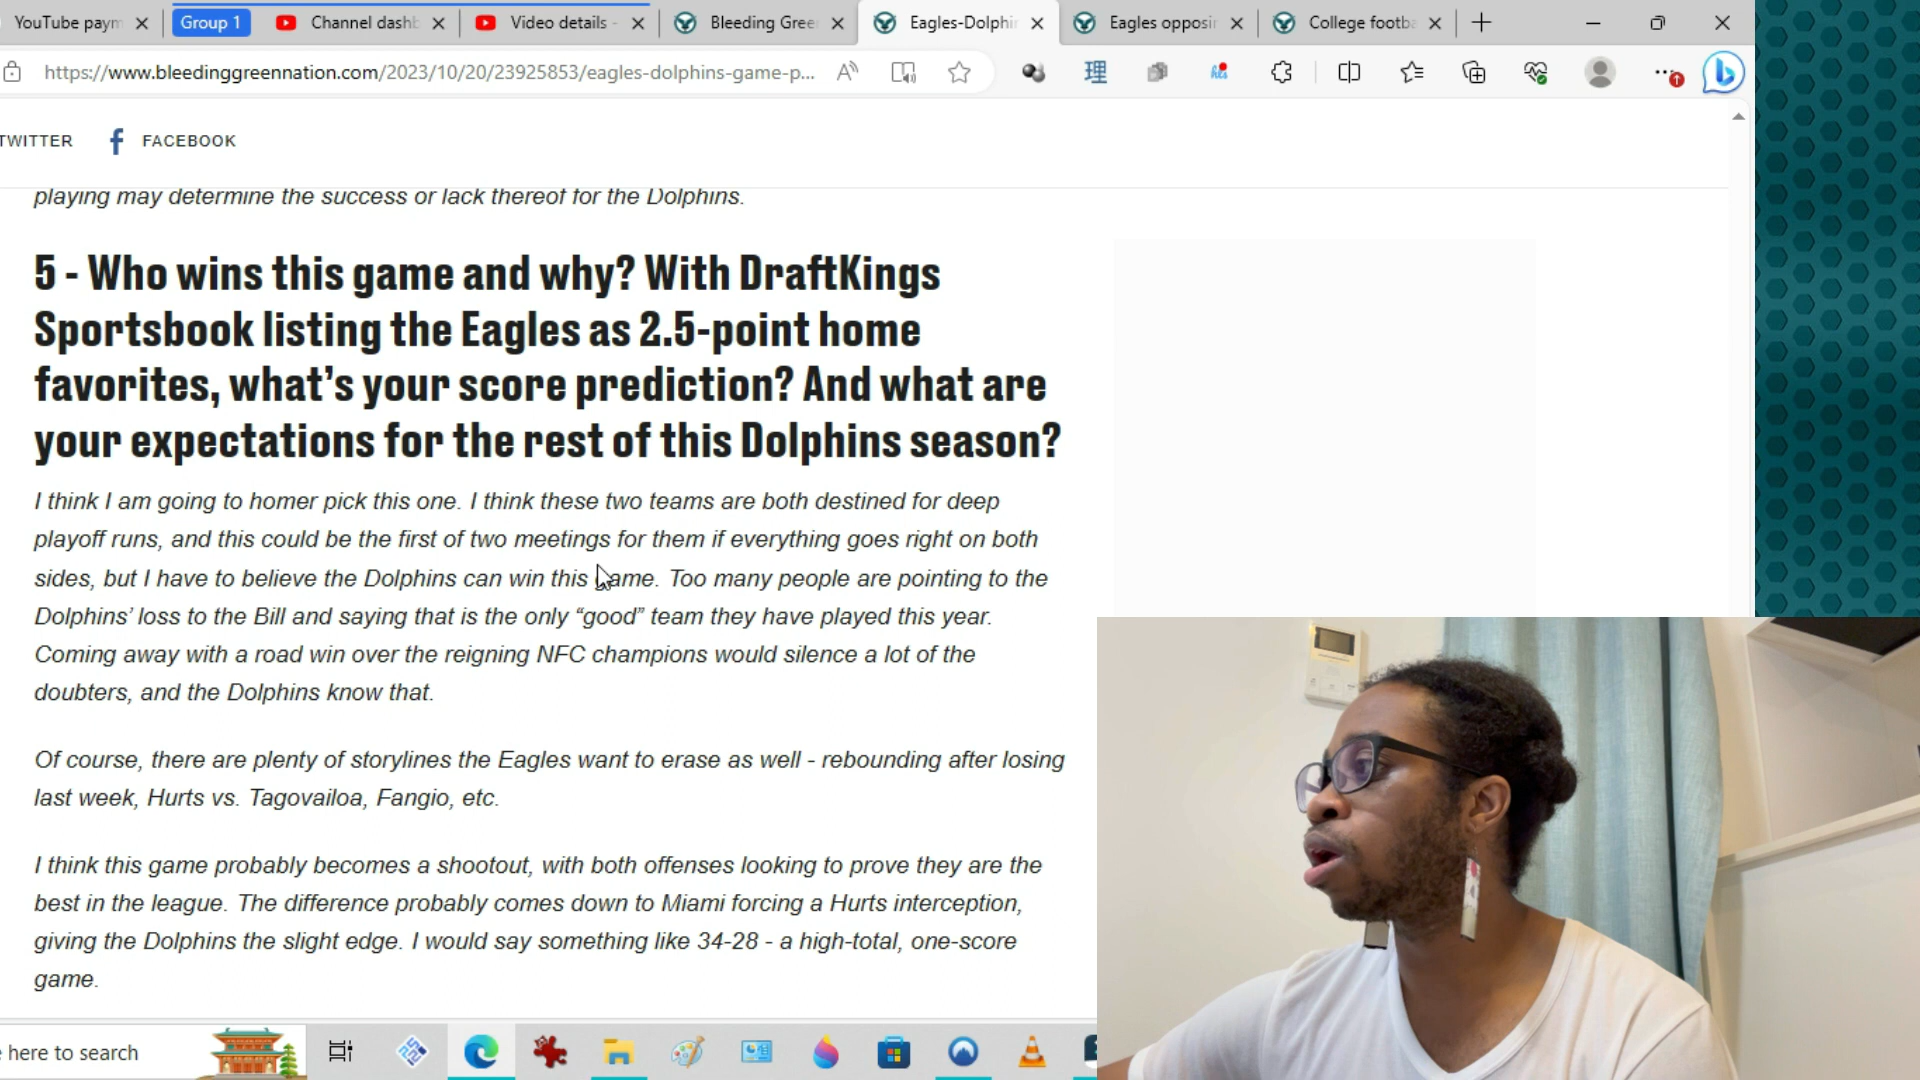 YouTube paym
Group 1
Channel dashb
Video details -
Bleeding Gree
Eagles-Dolphi
Eagles opposi
College footba
https://www.bleedinggreennation.com/2023/10/20/23925853/eagles-dolphins-game-p...
TWITTER
FACEBOOK
playing may determine the success or lack thereof for the Dolphins.
5 - Who wins this game and why? With DraftKings
Sportsbook listing the Eagles as 2.5-point home
favorites, what’s your score prediction? And what are
your expectations for the rest of this Dolphins season?
I think I am going to homer pick this one. I think these two teams are both destined for deep
playoff runs, and this could be the first of two meetings for them if everything goes right on both
sides, but I have to believe the Dolphins can win this game. Too many people are pointing to the
Dolphins’ loss to the Bill and saying that is the only “good” team they have played this year.
Coming away with a road win over the reigning NFC champions would silence a lot of the
doubters, and the Dolphins know that.
Of course, there are plenty of storylines the Eagles want to erase as well - rebounding after losing
last week, Hurts vs. Tagovailoa, Fangio, etc.
I think this game probably becomes a shootout, with both offenses looking to prove they are the
best in the league. The difference probably comes down to Miami forcing a Hurts interception,
giving the Dolphins the slight edge. I would say something like 34-28 - a high-total, one-score
game.
here to search